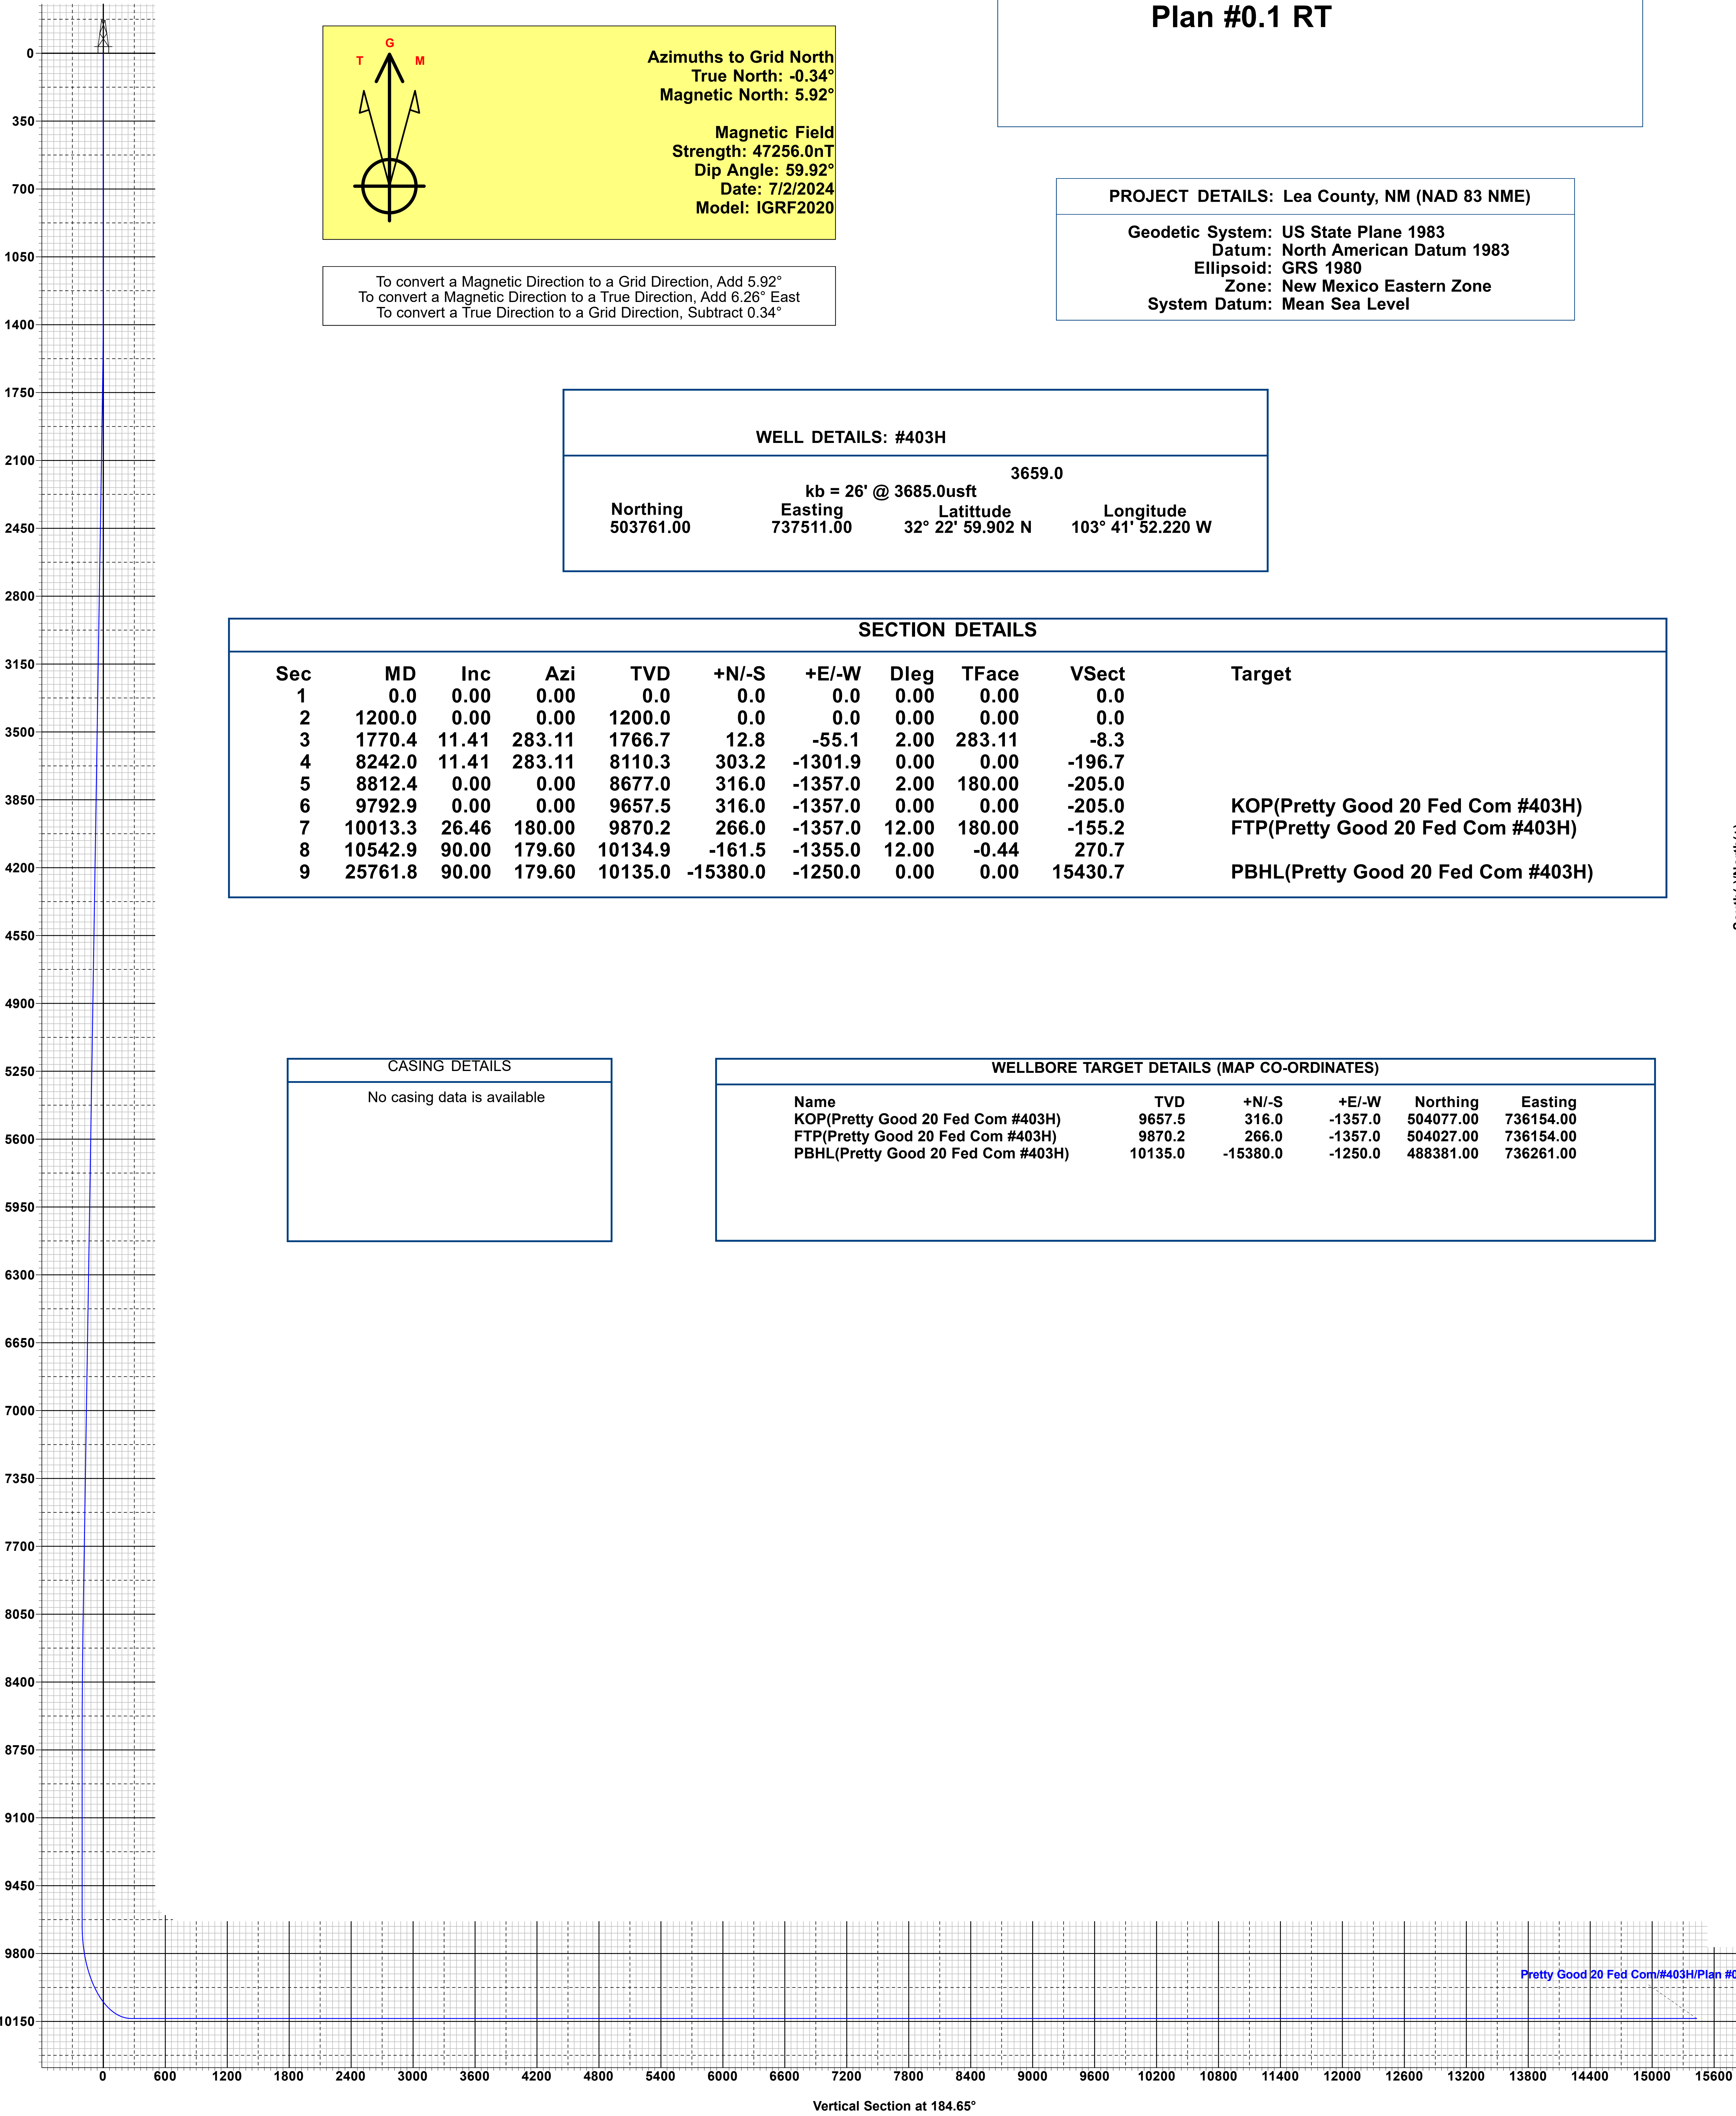 Plan #0.1 RT
G
T M
Azimuths to Grid North
True North: -0.34°
Magnetic North: 5.92°
Magnetic Field
Strength: 47256.0nT
Dip Angle: 59.92°
Date: 7/2/2024
Model: IGRF2020
To convert a Magnetic Direction to a Grid Direction, Add 5.92°
To convert a Magnetic Direction to a True Direction, Add 6.26° East
To convert a True Direction to a Grid Direction, Subtract 0.34°
PROJECT DETAILS: Lea County, NM (NAD 83 NME)
Geodetic System: US State Plane 1983
Datum: North American Datum 1983
Ellipsoid: GRS 1980
Zone: New Mexico Eastern Zone
System Datum: Mean Sea Level
WELL DETAILS: #403H
3659.0
kb = 26' @ 3685.0usft
Northing Easting Latittude Longitude
503761.00 737511.00 32° 22' 59.902 N 103° 41' 52.220 W
SECTION DETAILS
Sec MD Inc Azi TVD +N/-S +E/-W Dleg TFace VSect Target
1 0.0 0.00 0.00 0.0 0.0 0.0 0.00 0.00 0.0
2 1200.0 0.00 0.00 1200.0 0.0 0.0 0.00 0.00 0.0
3 1770.4 11.41 283.11 1766.7 12.8 -55.1 2.00 283.11 -8.3
4 8242.0 11.41 283.11 8110.3 303.2 -1301.9 0.00 0.00 -196.7
5 8812.4 0.00 0.00 8677.0 316.0 -1357.0 2.00 180.00 -205.0
6 9792.9 0.00 0.00 9657.5 316.0 -1357.0 0.00 0.00 -205.0 KOP(Pretty Good 20 Fed Com #403H)
7 10013.3 26.46 180.00 9870.2 266.0 -1357.0 12.00 180.00 -155.2 FTP(Pretty Good 20 Fed Com #403H)
8 10542.9 90.00 179.60 10134.9 -161.5 -1355.0 12.00 -0.44 270.7
9 25761.8 90.00 179.60 10135.0 -15380.0 -1250.0 0.00 0.00 15430.7 PBHL(Pretty Good 20 Fed Com #403H)
CASING DETAILS
No casing data is available
WELLBORE TARGET DETAILS (MAP CO-ORDINATES)
Name TVD +N/-S +E/-W Northing Easting
KOP(Pretty Good 20 Fed Com #403H) 9657.5 316.0 -1357.0 504077.00 736154.00
FTP(Pretty Good 20 Fed Com #403H) 9870.2 266.0 -1357.0 504027.00 736154.00
PBHL(Pretty Good 20 Fed Com #403H) 10135.0 -15380.0 -1250.0 488381.00 736261.00
0
350
700
1050
1400
1750
2100
2450
2800
3150
3500
3850
4200
4550
4900
5250
5600
5950
6300
6650
7000
7350
7700
8050
8400
8750
9100
9450
9800
10150
Pretty Good 20 Fed Com/#403H/Plan #0
0 600 1200 1800 2400 3000 3600 4200 4800 5400 6000 6600 7200 7800 8400 9000 9600 10200 10800 11400 12000 12600 13200 13800 14400 15000 15600
Vertical Section at 184.65°